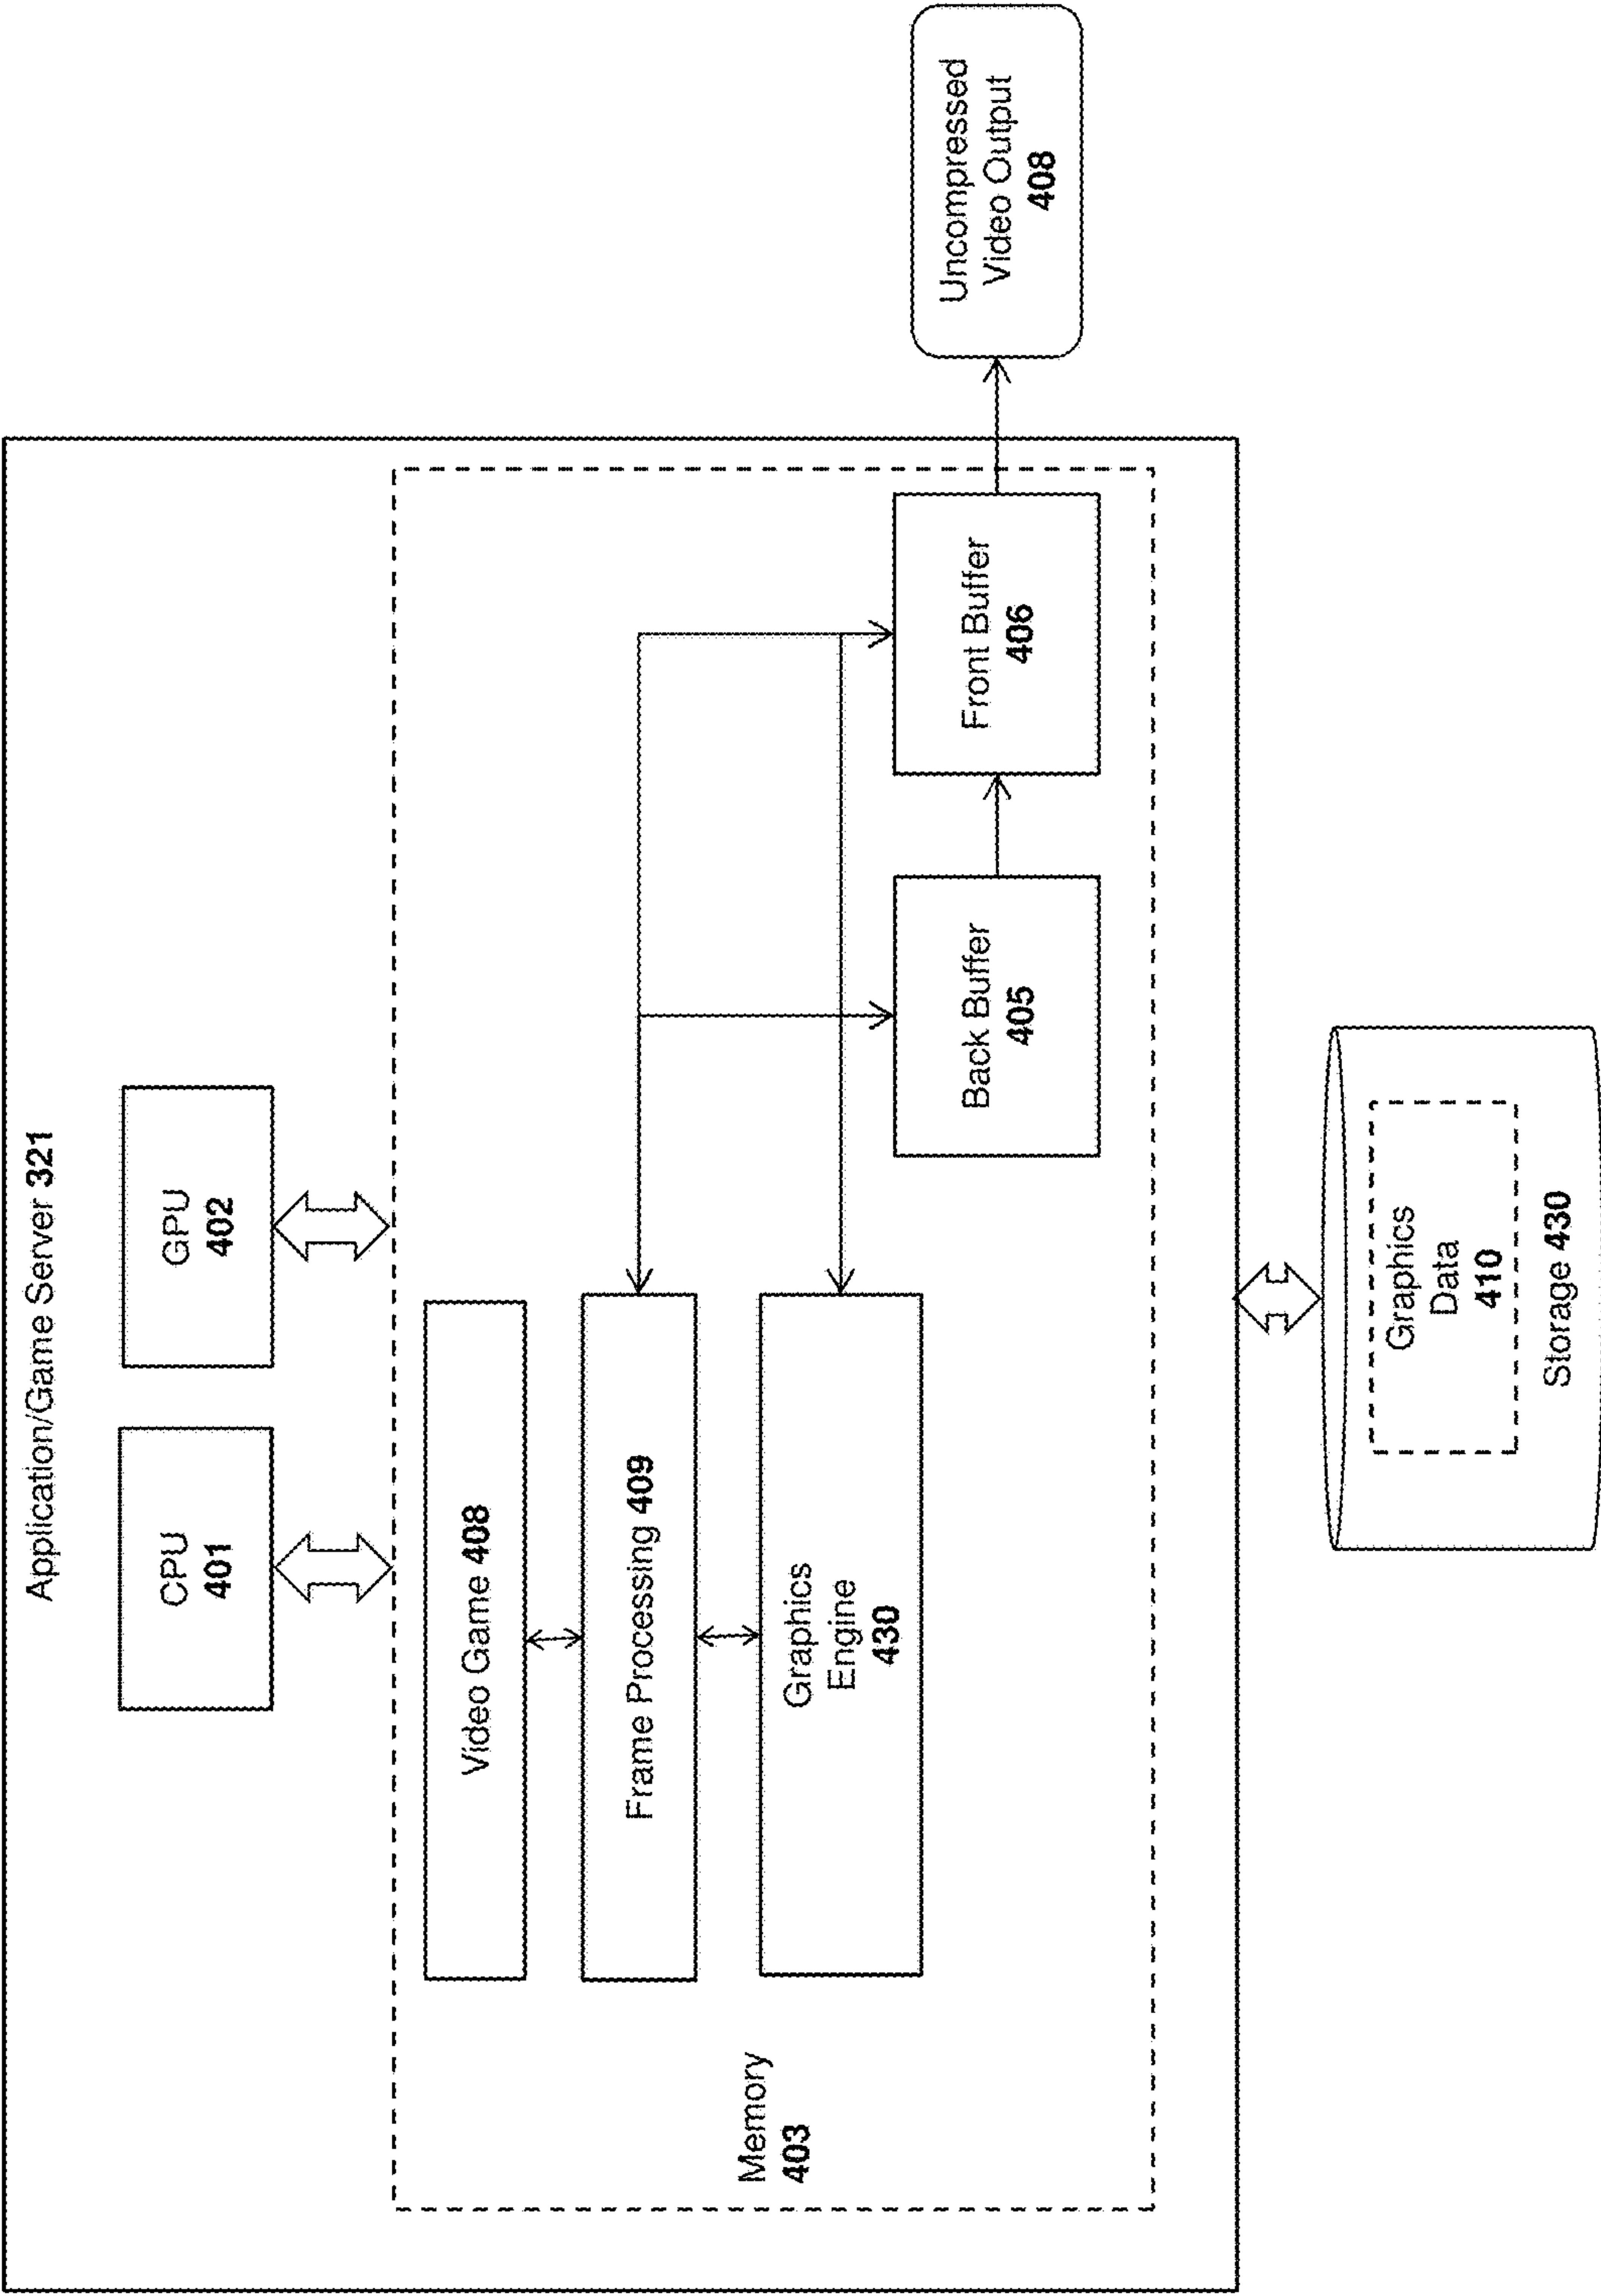 Application/Game Server 321
CPU
401
GPU
402
Video Game 408
Frame Processing 409
Graphics
Engine
430
Memory
403
Back Buffer
405
Front Buffer
406
Uncompressed
Video Output
408
Graphics
Data
410
Storage 430